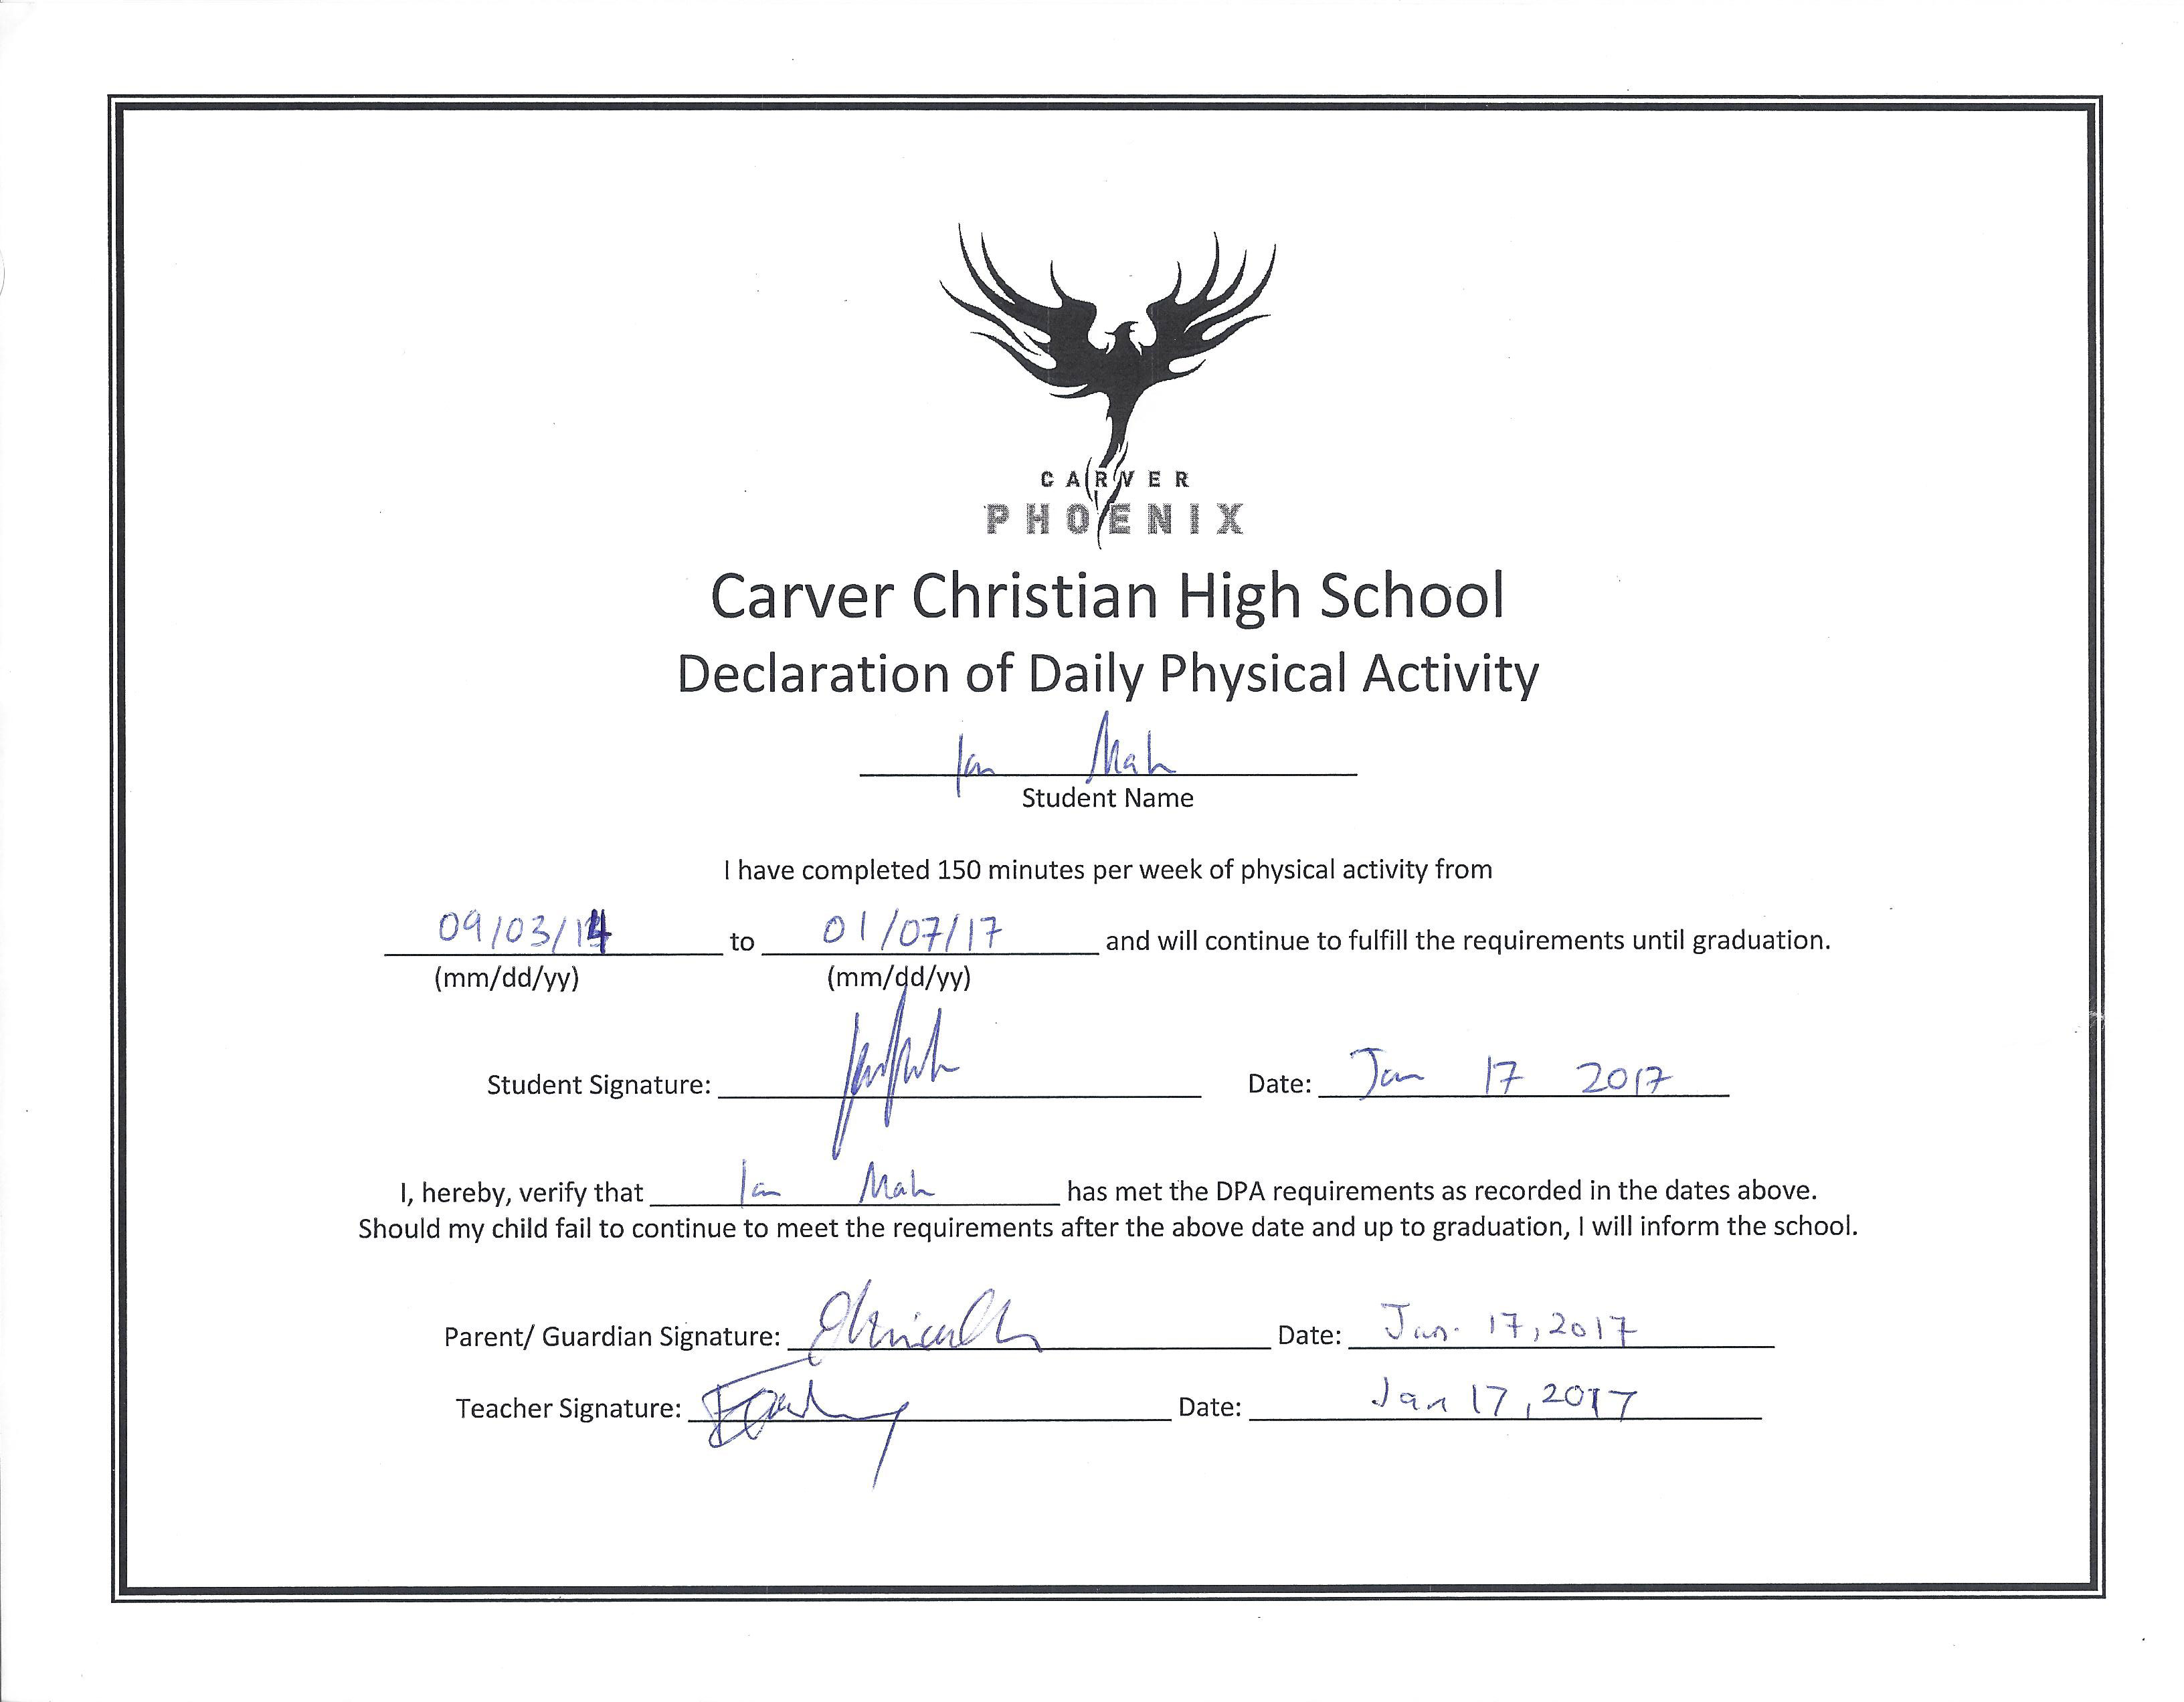 CARVER
PHOENIX
Carver Christian High School
Declaration of Daily Physical Activity
Ian Mah
Student Name
I have completed 150 minutes per week of physical activity from
09/03/14 to 01/07/17 and will continue to fulfill the requirements until graduation.
(mm/dd/yy) (mm/dd/yy)
Student Signature: Date: Jan 17 2017
I, hereby, verify that Ian Mah has met the DPA requirements as recorded in the dates above.
Should my child fail to continue to meet the requirements after the above date and up to graduation, I will inform the school.
Parent/ Guardian Signature: Date: Jan. 17, 2017
Teacher Signature: Date: Jan 17, 2017